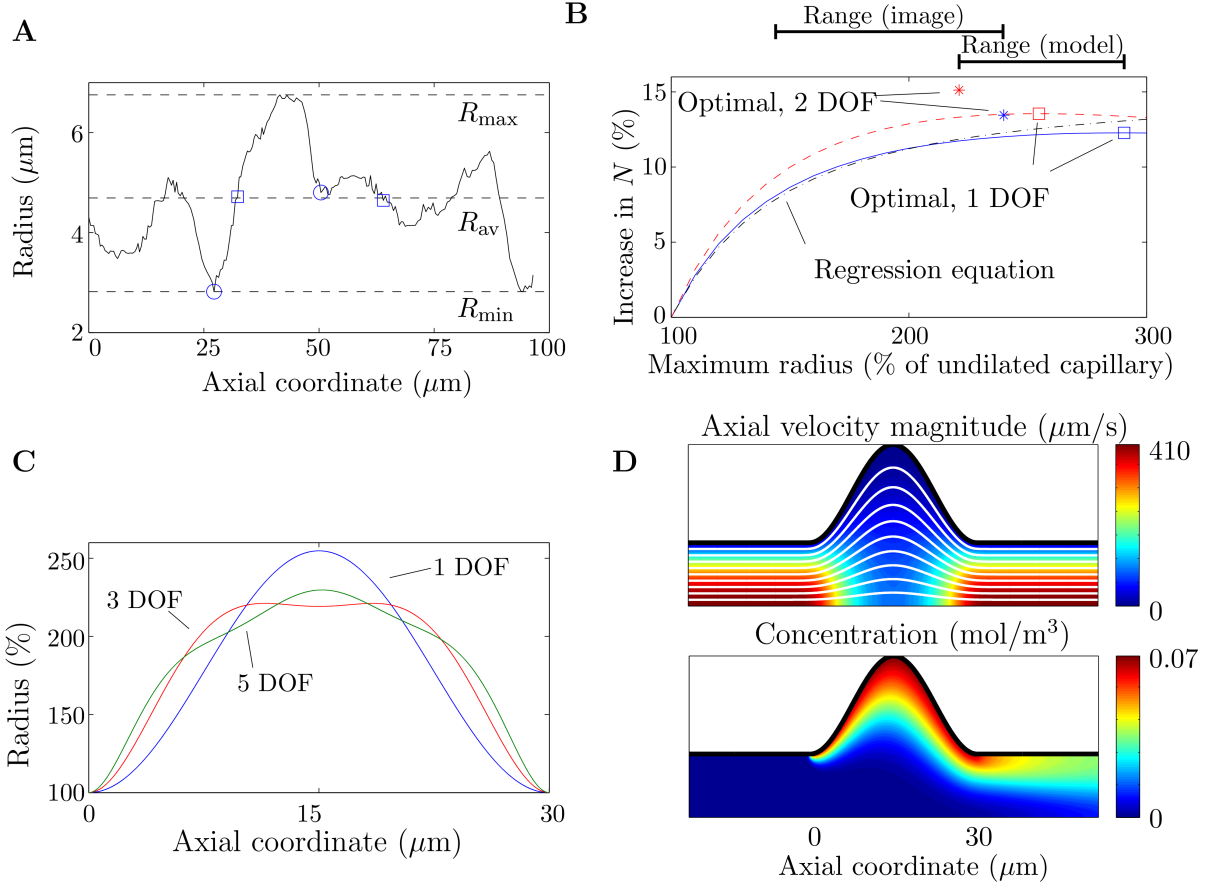 A
Radius (μm)
6
4
2
R_max
R_av
R_min
0
25
50
75
100
Axial coordinate (μm)
B
Range (image)
Range (model)
Increase in N (%)
15
10
5
0
Optimal, 2 DOF
Optimal, 1 DOF
Regression equation
100
200
300
Maximum radius (% of undilated capillary)
C
Radius (%)
250
200
150
100
1 DOF
3 DOF
5 DOF
0
15
30
Axial coordinate (μm)
D
Axial velocity magnitude (μm/s)
410
0
Concentration (mol/m³)
0.07
0
0
30
Axial coordinate (μm)